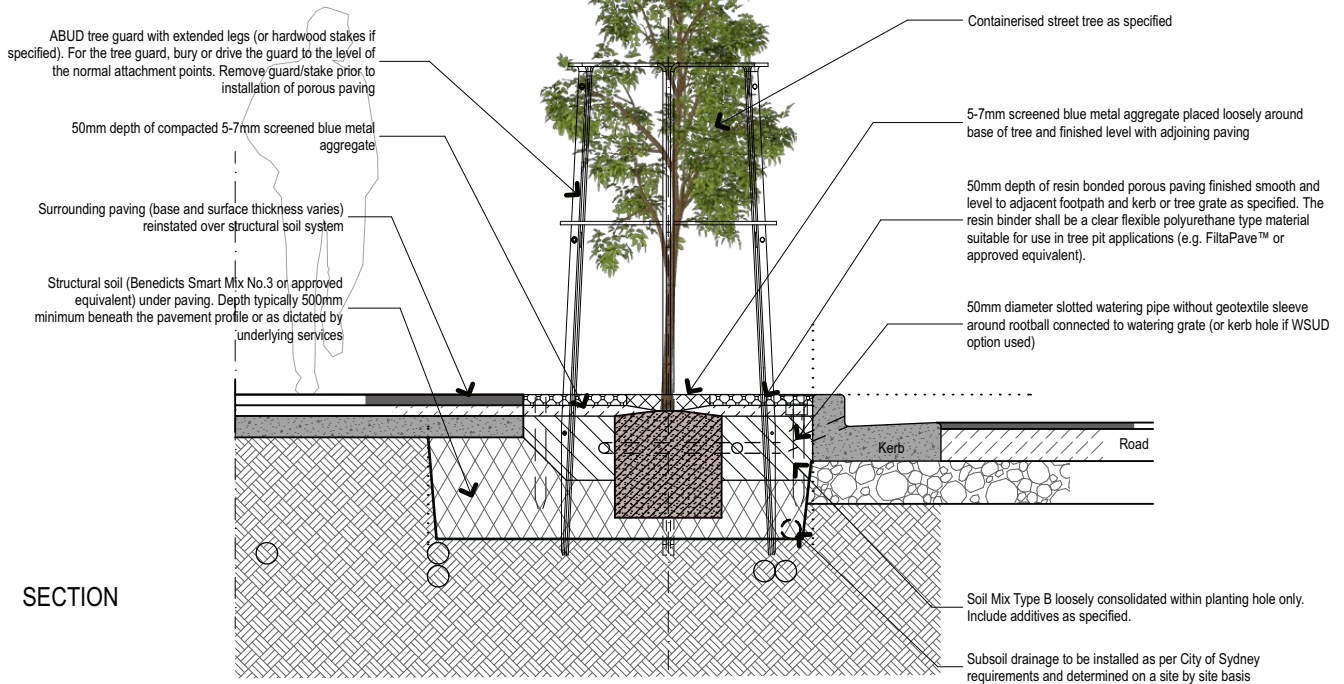 ABUD tree guard with extended legs (or hardwood stakes if
specified). For the tree guard, bury or drive the guard to the level of
the normal attachment points. Remove guard/stake prior to
installation of porous paving
50mm depth of compacted 5-7mm screened blue metal
aggregate
Surrounding paving (base and surface thickness varies)
reinstated over structural soil system
Structural soil (Benedicts Smart Mix No.3 or approved
equivalent) under paving. Depth typically 500mm
minimum beneath the pavement profile or as dictated by
underlying services
SECTION
Containerised street tree as specified
5-7mm screened blue metal aggregate placed loosely around
base of tree and finished level with adjoining paving
50mm depth of resin bonded porous paving finished smooth and
level to adjacent footpath and kerb or tree grate as specified. The
resin binder shall be a clear flexible polyurethane type material
suitable for use in tree pit applications (e.g. FiltaPave™ or
approved equivalent).
50mm diameter slotted watering pipe without geotextile sleeve
around rootball connected to watering grate (or kerb hole if WSUD
option used)
Kerb
Road
Soil Mix Type B loosely consolidated within planting hole only.
Include additives as specified.
Subsoil drainage to be installed as per City of Sydney
requirements and determined on a site by site basis